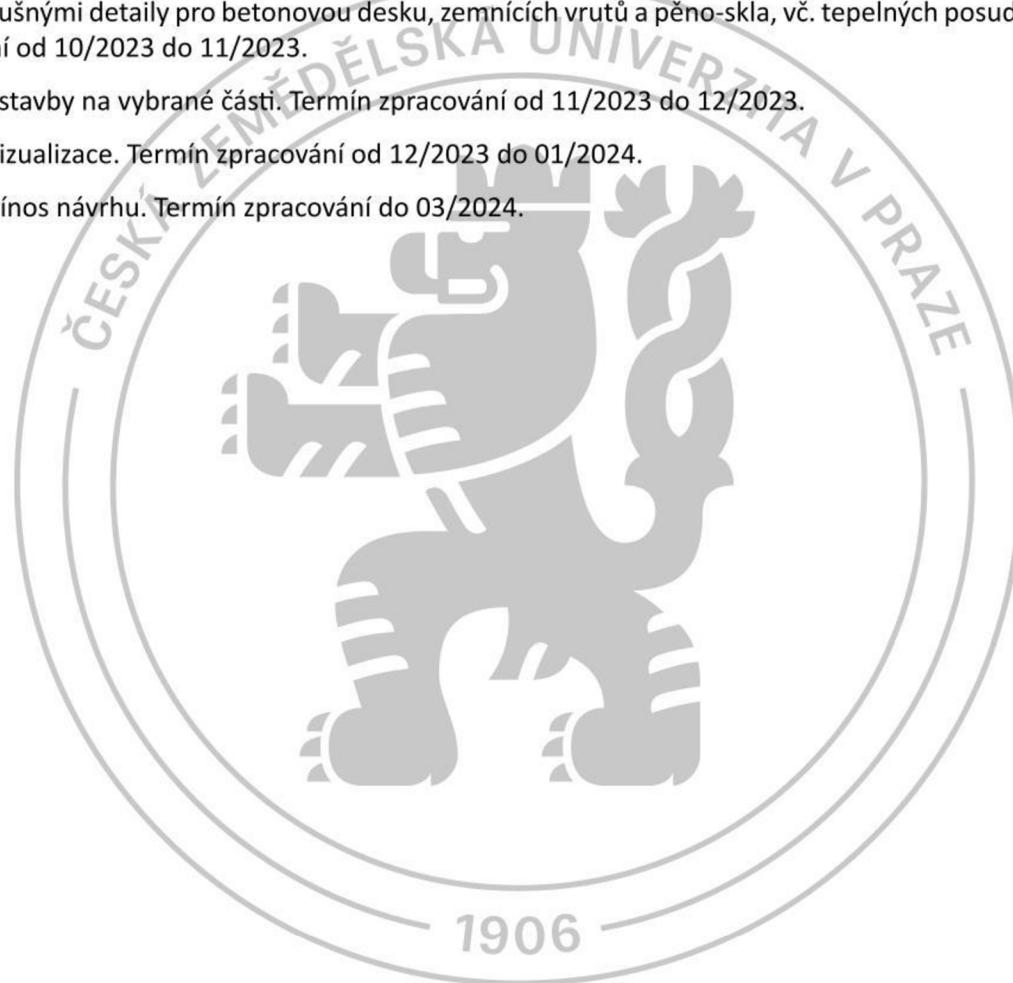 ušnými detaily pro betonovou desku, zemnících vrutů a pěno-skla, vč. tepelných posud
í od 10/2023 do 11/2023.
stavby na vybrané části. Termín zpracování od 11/2023 do 12/2023.
izualizace. Termín zpracování od 12/2023 do 01/2024.
ínos návrhu. Termín zpracování do 03/2024.
ČESKÁ ZEMĚDĚLSKÁ UNIVERZITA V PRAZE
1906